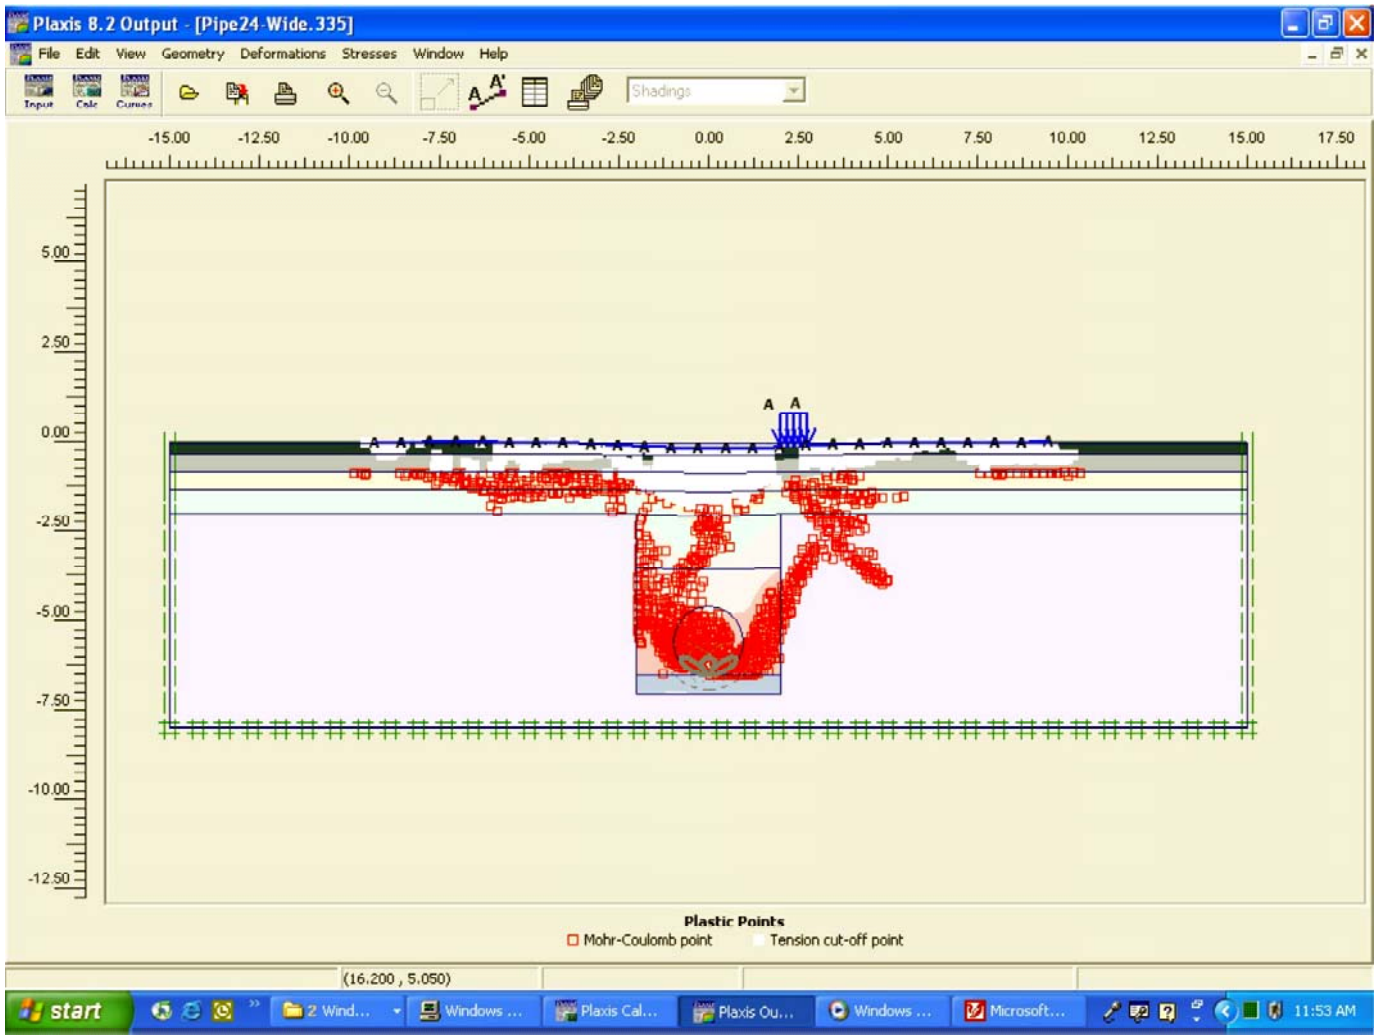 Plaxis 8.2 Output - [Pipe24-Wide.335]
File Edit View Geometry Deformations Stresses Window Help
Input Calc Curves A A' Shadings
-15.00 -12.50 -10.00 -7.50 -5.00 -2.50 0.00 2.50 5.00 7.50 10.00 12.50 15.00 17.50
5.00
2.50
A A
0.00
A A A A A A A A A A A A A A A A A A A A A A A A A
-2.50
-5.00
-7.50
-10.00
-12.50
Plastic Points
Mohr-Coulomb point Tension cut-off point
(16.200 , 5.050)
start 2 Wind... Windows ... Plaxis Cal... Plaxis Ou... Windows ... Microsoft... 11:53 AM